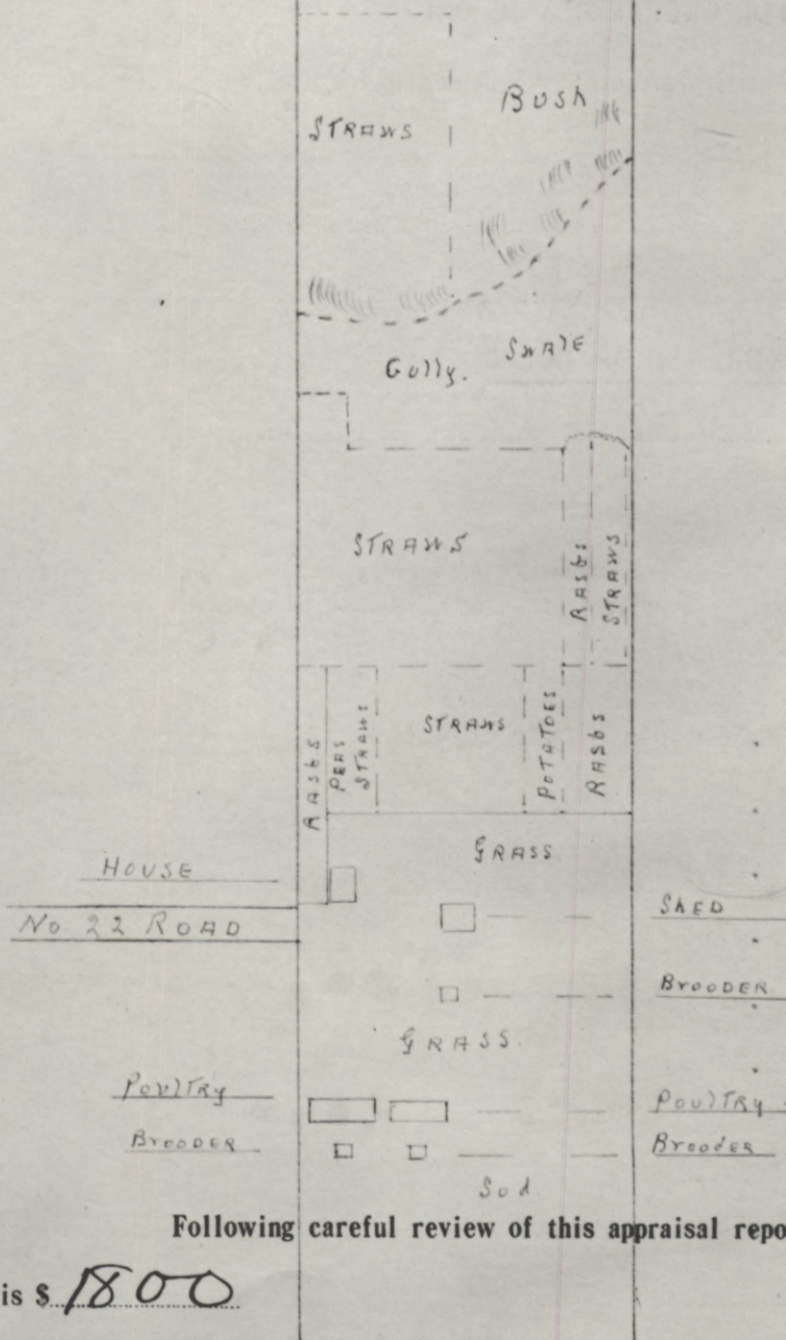 Bush
STRAWS
SWALE
Gully.
STRAWS
RASbS
STRAWS
RASbS
PEAS
STRAWS
STRAWS
POTATOES
RASbS
GRASS
HOUSE
ShED
No. 22 ROAD
BrooDER
GRASS.
PoulTRy
PoulTRy
BrooDER
Brooder
Sod
Following careful review of this appraisal repo
is $ 1800